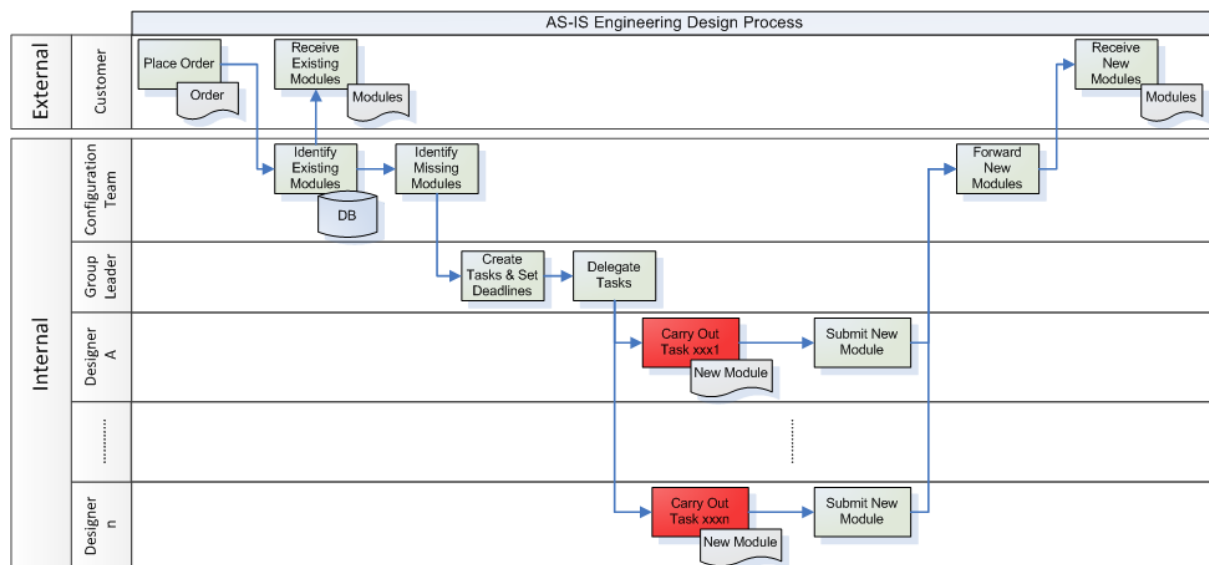 AS-IS Engineering Design Process
External
Customer
Place Order
Order
Receive
Existing
Modules
Modules
Receive
New
Modules
Modules
Internal
Configuration
Team
Identify
Existing
Modules
DB
Identify
Missing
Modules
Forward
New
Modules
Group
Leader
Create
Tasks & Set
Deadlines
Delegate
Tasks
Designer
A
Carry Out
Task xxx1
New Module
Submit New
Module
...........
Designer
n
Carry Out
Task xxxn
New Module
Submit New
Module